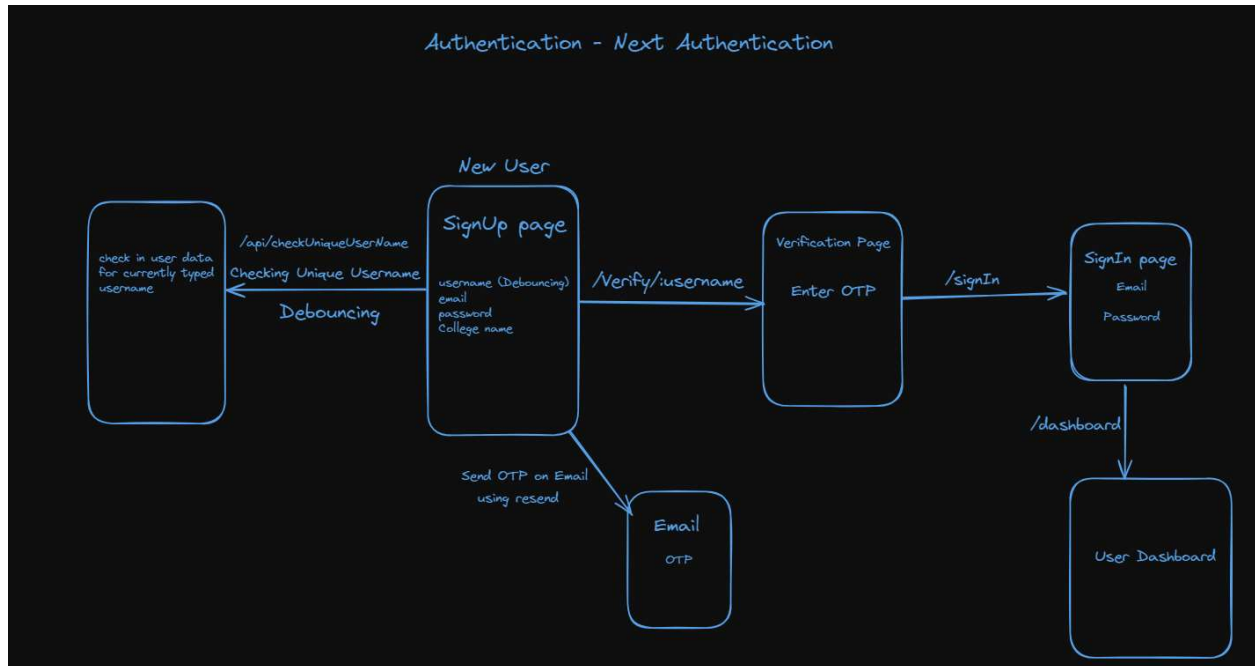 Authentication - Next Authentication
check in user data
for currently typed
username
/api/checkUniqueUserName
Checking Unique Username
Debouncing
New User
SignUp page
username (Debouncing)
email
password
College name
/Verify/:username
Verification Page
Enter OTP
/signIn
SignIn page
Email
Password
Send OTP on Email
using resend
Email
OTP
/dashboard
User Dashboard